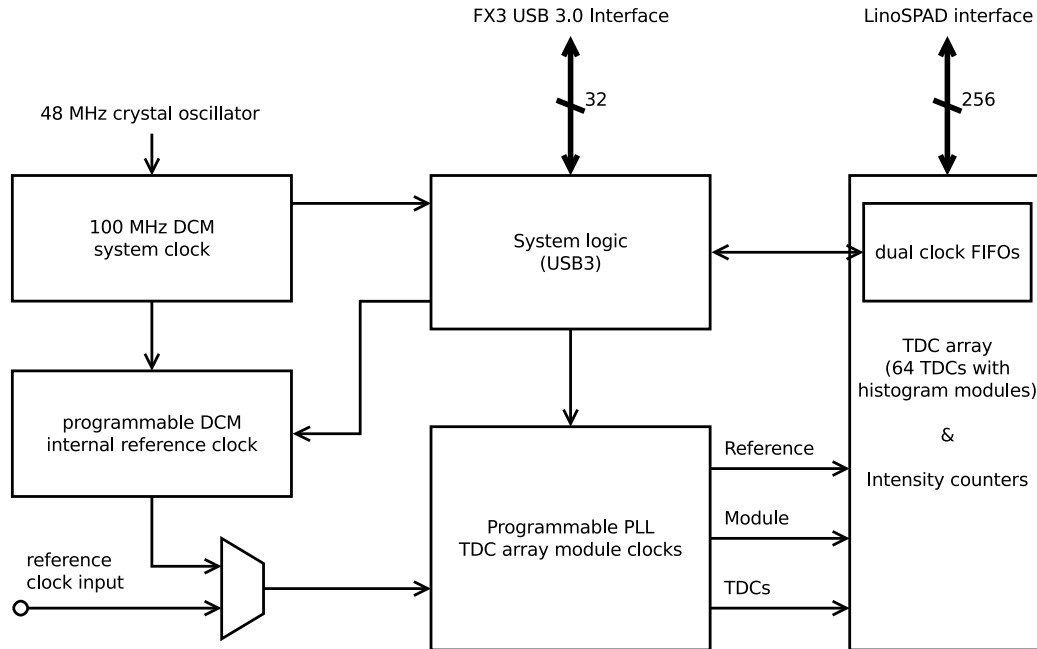 FX3 USB 3.0 Interface
LinoSPAD interface
32
256
48 MHz crystal oscillator
100 MHz DCM
system clock
System logic
(USB3)
dual clock FIFOs
TDC array
(64 TDCs with
histogram modules)
&
Intensity counters
programmable DCM
internal reference clock
Programmable PLL
TDC array module clocks
Reference
Module
TDCs
reference
clock input